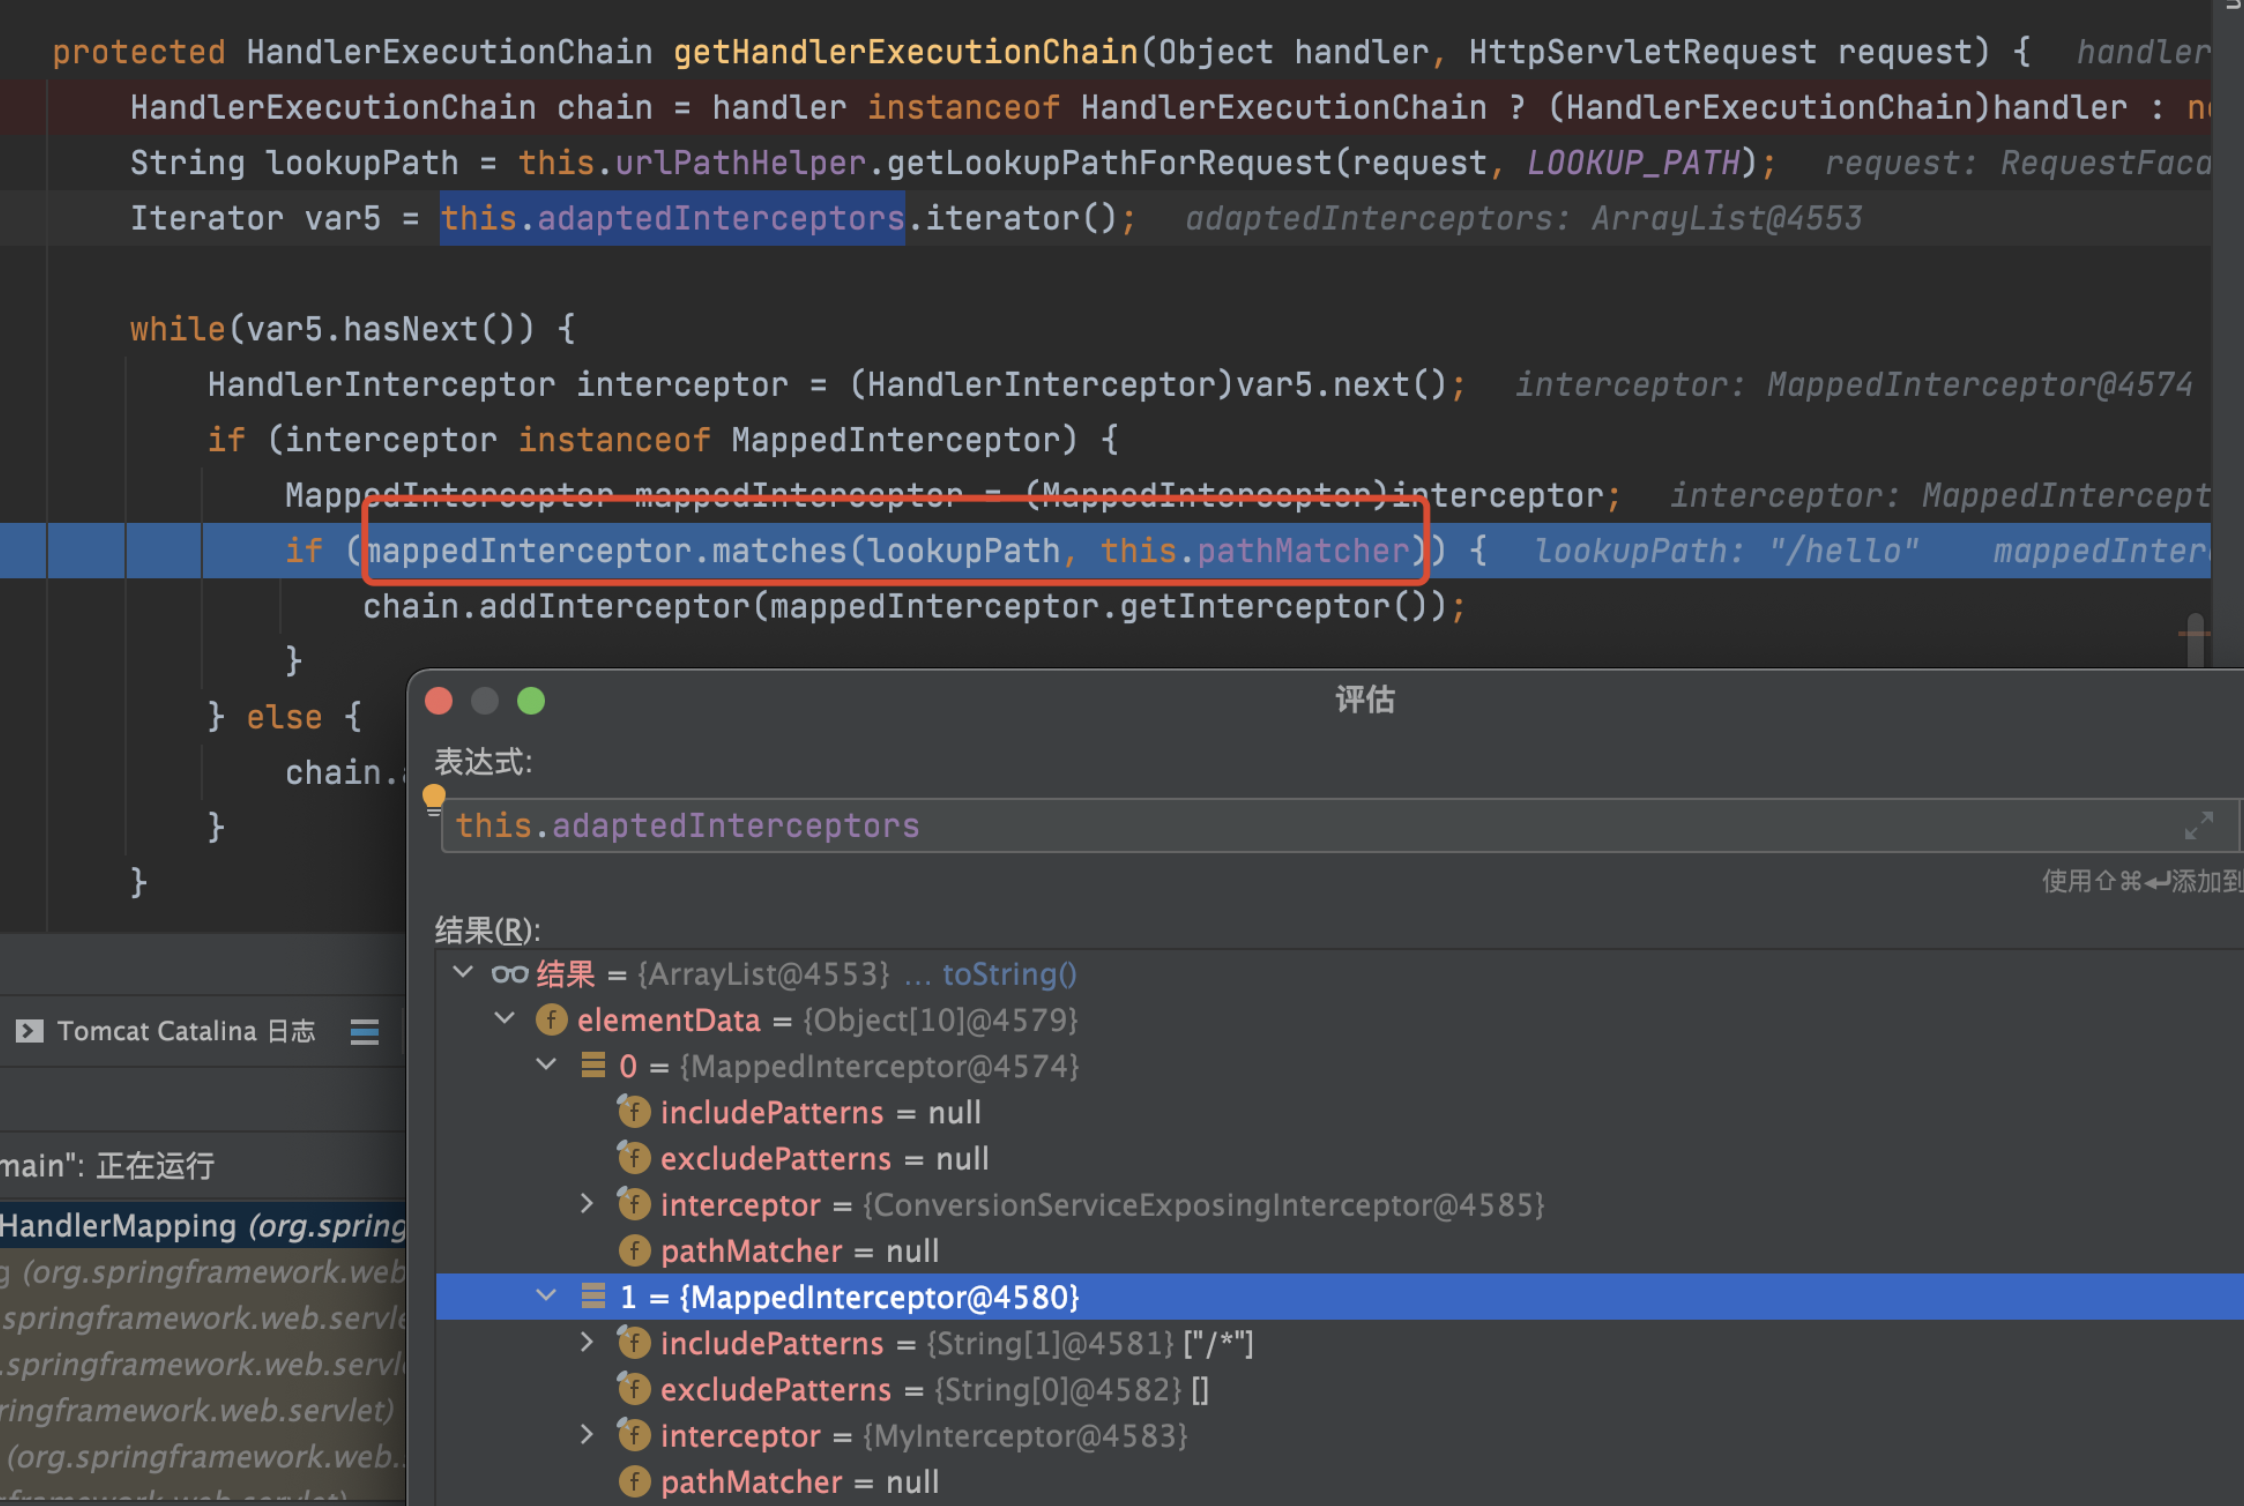 protected HandlerExecutionChain getHandlerExecutionChain(Object handler, HttpServletRequest request) { handler
HandlerExecutionChain chain = handler instanceof HandlerExecutionChain ? (HandlerExecutionChain)handler :
String lookupPath = this.urlPathHelper.getLookupPathForRequest(request, LOOKUP_PATH); request: RequestFaca
Iterator var5 = this.adaptedInterceptors.iterator(); adaptedInterceptors: ArrayList@4553
while(var5.hasNext()) {
HandlerInterceptor interceptor = (HandlerInterceptor)var5.next(); interceptor: MappedInterceptor@4574
if (interceptor instanceof MappedInterceptor) {
MappedInterceptor mappedInterceptor = (MappedInterceptor)interceptor; interceptor: MappedIntercept
if (mappedInterceptor.matches(lookupPath, this.pathMatcher)) { lookupPath: "/hello" mappedInter
chain.addInterceptor(mappedInterceptor.getInterceptor());
}
} else {
chain.
}
}
评估
表达式:
this.adaptedInterceptors
使用⇧⌘↵添加到
结果(R):
结果 = {ArrayList@4553} ... toString()
elementData = {Object[10]@4579}
0 = {MappedInterceptor@4574}
includePatterns = null
excludePatterns = null
interceptor = {ConversionServiceExposingInterceptor@4585}
pathMatcher = null
1 = {MappedInterceptor@4580}
includePatterns = {String[1]@4581} ["/*"]
excludePatterns = {String[0]@4582} []
interceptor = {MyInterceptor@4583}
pathMatcher = null
Tomcat Catalina 日志
main": 正在运行
HandlerMapping (org.spring
g (org.springframework.web
.springframework.web.servle
.springframework.web.servle
ringframework.web.servlet)
(org.springframework.web.